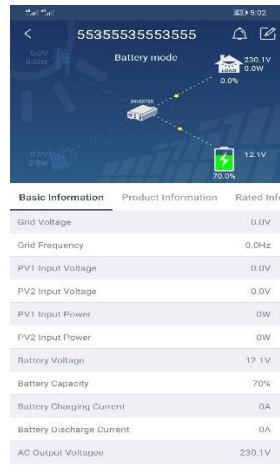 5:02
55355535553555
0.0V
0.0Hz
Battery mode
230.1V
LOAD
0.0W
0.0%
INVERTER
0.0V
0.0W
12.1V
70.0%
Basic Information Product Information Rated Info
Grid Voltage 0.0V
Grid Frequency 0.0Hz
PV1 Input Voltage 0.0V
PV2 Input Voltage 0.0V
PV1 Input Power 0W
PV2 Input Power 0W
Battery Voltage 12.1V
Battery Capacity 70%
Battery Charging Current 0A
Battery Discharge Current 0A
AC Output Voltagee 230.1V